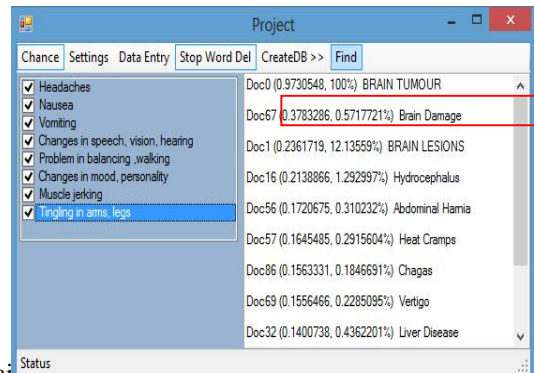 Project
Chance Settings Data Entry Stop Word Del CreateDB >> Find
Headaches
Nausea
Vomiting
Changes in speech, vision, hearing
Problem in balancing ,walking
Changes in mood, personality
Muscle jerking
Tingling in arms, legs
Doc0 (0.9730548, 100%) BRAIN TUMOUR
Doc67 (0.3783286, 0.5717721%) Brain Damage
Doc1 (0.2361719, 12.13559%) BRAIN LESIONS
Doc16 (0.2138866, 1.292997%) Hydrocephalus
Doc56 (0.1720675, 0.310232%) Abdominal Harnia
Doc57 (0.1645485, 0.2915604%) Heat Cramps
Doc86 (0.1563331, 0.1846691%) Chagas
Doc69 (0.1556466, 0.2285095%) Vertigo
Doc32 (0.1400738, 0.4362201%) Liver Disease
Status